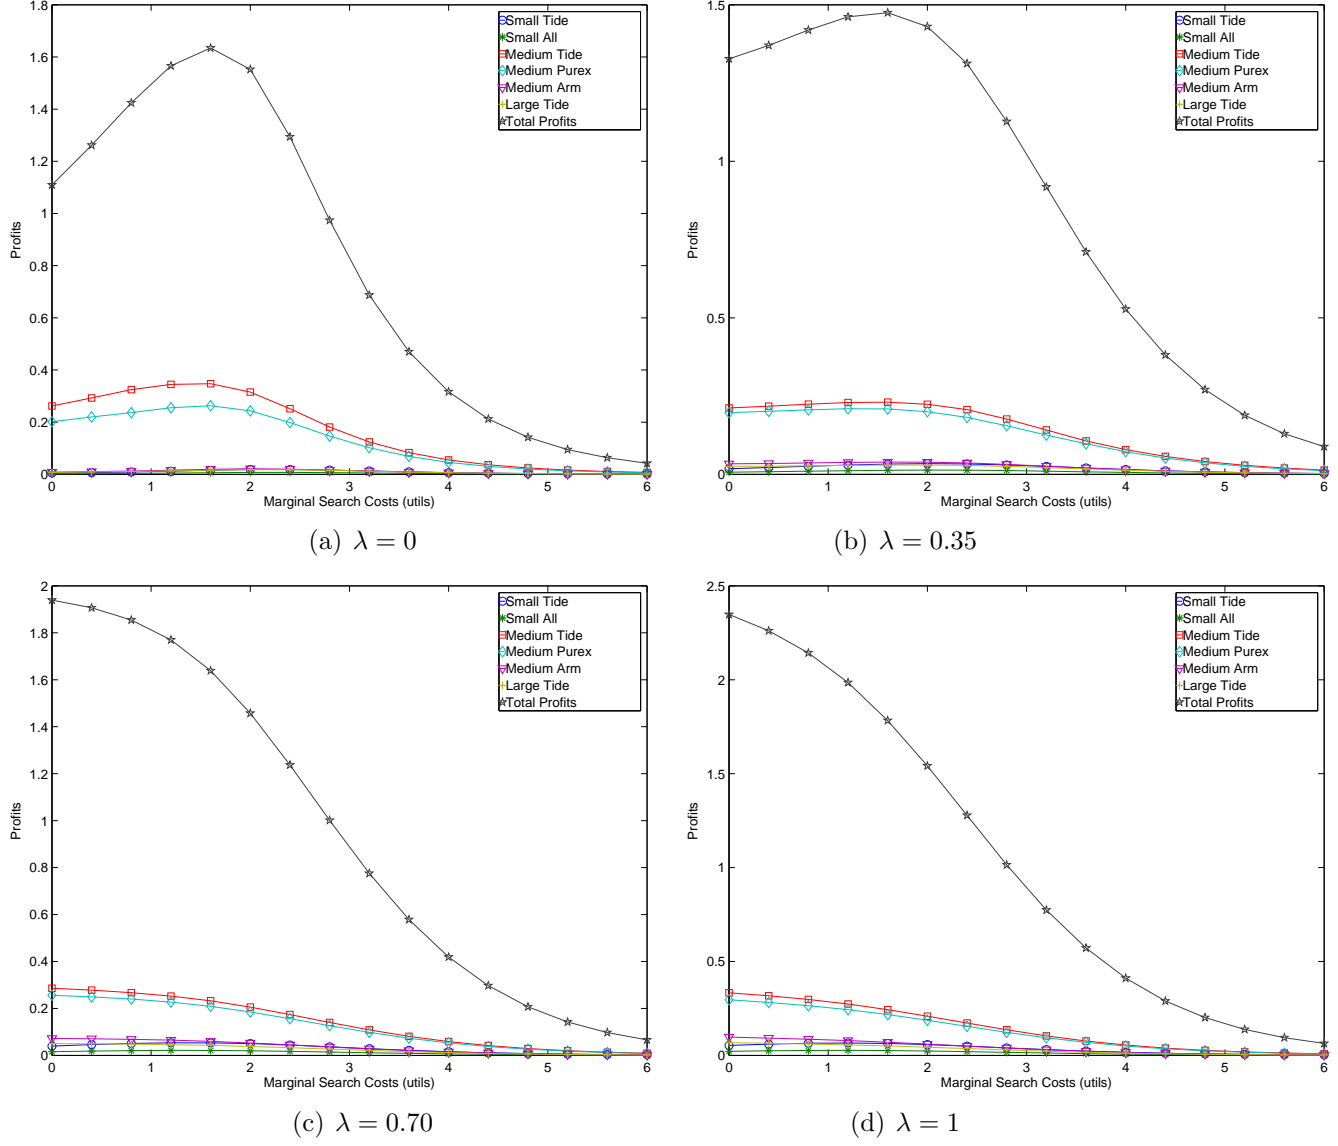 1.8
1.6
1.4
1.2
1
0.8
0.6
0.4
0.2
0
Profits
0 1 2 3 4 5 6
Marginal Search Costs (utils)
Small Tide
Small All
Medium Tide
Medium Purex
Medium Arm
Large Tide
Total Profits
(a) λ = 0
1.5
1
0.5
0
Profits
0 1 2 3 4 5 6
Marginal Search Costs (utils)
Small Tide
Small All
Medium Tide
Medium Purex
Medium Arm
Large Tide
Total Profits
(b) λ = 0.35
2
1.8
1.6
1.4
1.2
1
0.8
0.6
0.4
0.2
0
Profits
0 1 2 3 4 5 6
Marginal Search Costs (utils)
Small Tide
Small All
Medium Tide
Medium Purex
Medium Arm
Large Tide
Total Profits
(c) λ = 0.70
2.5
2
1.5
1
0.5
0
Profits
0 1 2 3 4 5 6
Marginal Search Costs (utils)
Small Tide
Small All
Medium Tide
Medium Purex
Medium Arm
Large Tide
Total Profits
(d) λ = 1